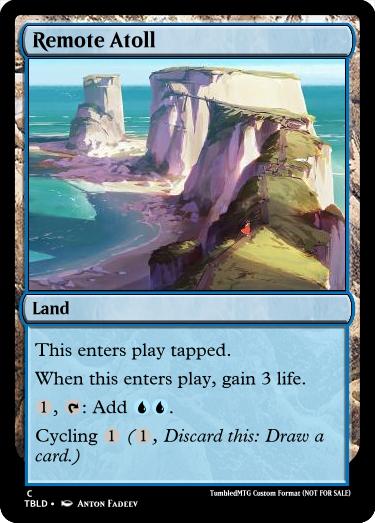 Remote Atoll
Land
This enters play tapped.
When this enters play, gain 3 life.
1, : Add .
Cycling 1 (1, Discard this: Draw a
card.)
C
TBLD • Anton Fadeev
TumbledMTG Custom Format (NOT FOR SALE)